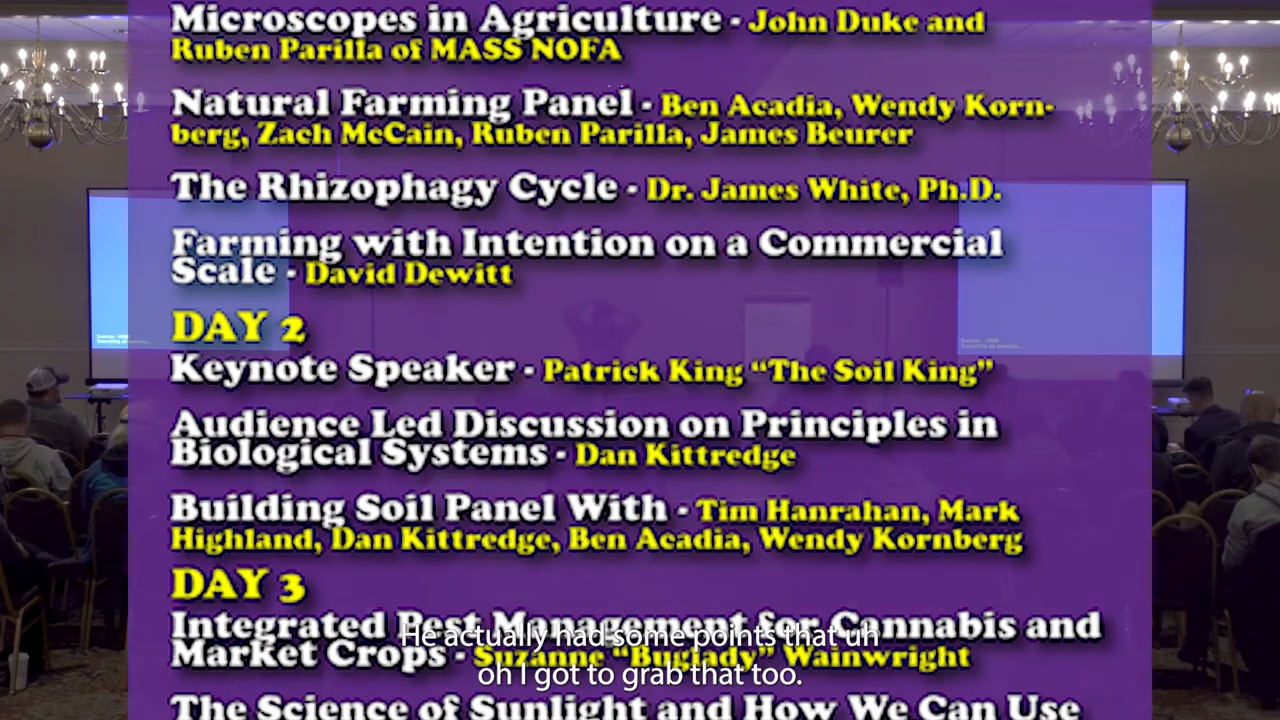 Microscopes in Agriculture - John Duke and
Ruben Parilla of MASS NOFA
Natural Farming Panel - Ben Acadia, Wendy Korn-
berg, Zach McCain, Ruben Parilla, James Beurer
The Rhizophagy Cycle - Dr. James White, Ph.D.
Farming with Intention on a Commercial
Scale - David Dewitt
DAY 2
Keynote Speaker - Patrick King “The Soil King”
Audience Led Discussion on Principles in
Biological Systems - Dan Kittredge
Building Soil Panel With - Tim Hanrahan, Mark
Highland, Dan Kittredge, Ben Acadia, Wendy Kornberg
DAY 3
Integrated Pest Management for Cannabis and
Market Crops - Suzanne “Buglady” Wainwright
The Science of Sunlight and How We Can Use
He actually had some points that uh
oh I got to grab that too.